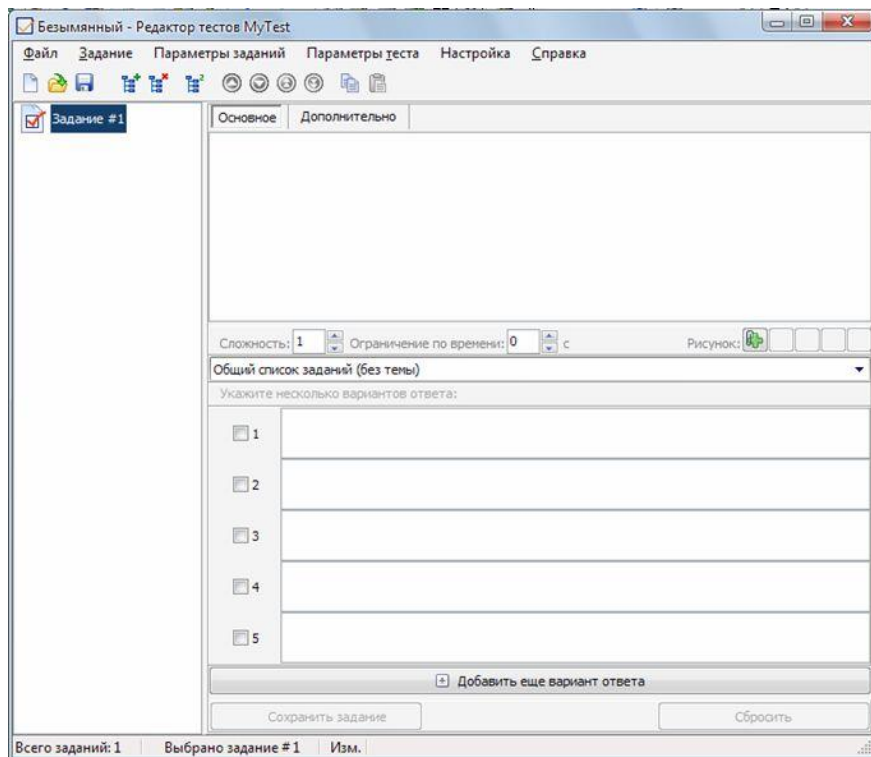 Безымянный - Редактор тестов MyTest
Файл Задание Параметры заданий Параметры теста Настройка Справка
Задание #1
Основное Дополнительно
Сложность: 1 Ограничение по времени: 0 с Рисунок:
Общий список заданий (без темы)
Укажите несколько вариантов ответа:
1
2
3
4
5
Добавить еще вариант ответа
Сохранить задание Сбросить
Всего заданий: 1 Выбрано задание #1 Изм.